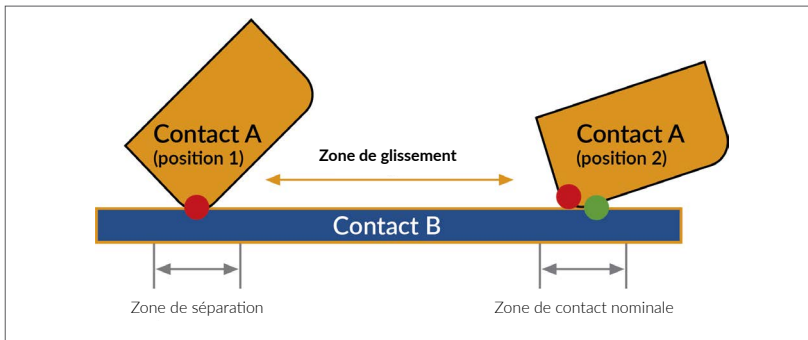 Contact A
(position 1)
Zone de glissement
Contact A
(position 2)
Contact B
Zone de séparation
Zone de contact nominale